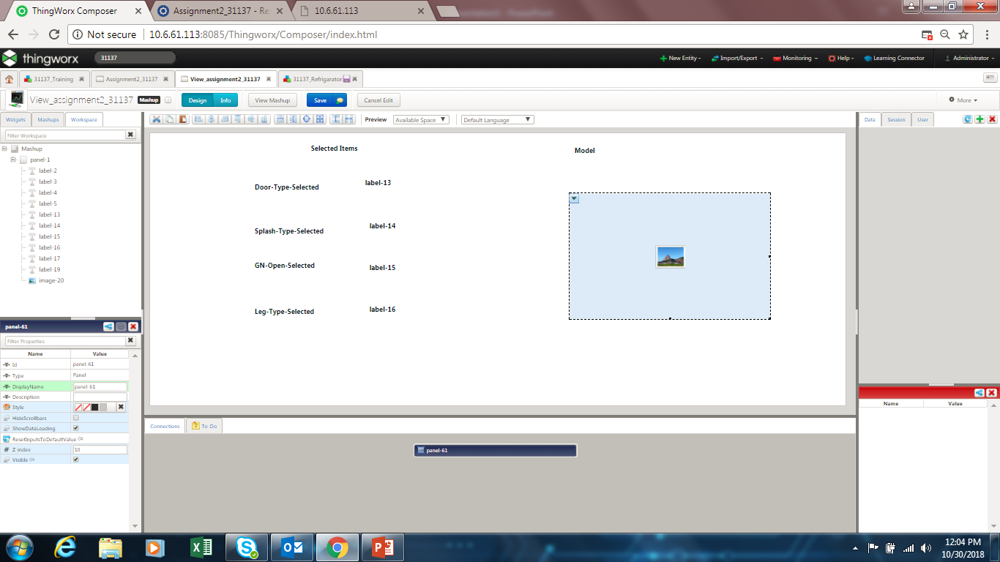 ThingWorx Composer
Assignment2_31137 - Re
10.6.61.113
Not secure
10.6.61.113:8085/Thingworx/Composer/index.html
thingworx
31137
New Entity
Import/Export
Monitoring
Help
Learning Connector
Administrator
31137_Training
Assignment2_31137
View_assignment2_31137
31137_Refrigarator
View_assignment2_31137
Mashup
Design
Info
View Mashup
Save
Cancel Edit
More
Widgets
Mashups
Workspace
Preview
Available Space
Default Language
Data
Session
User
Filter Workspace
Mashup
panel-1
label-2
label-3
label-4
label-5
label-13
label-14
label-15
label-16
label-17
label-19
image-20
Selected Items
Model
Door-Type-Selected
label-13
Splash-Type-Selected
label-14
GN-Open-Selected
label-15
Leg-Type-Selected
label-16
panel-61
Filter Properties
Name Value
Id panel-61
Type Panel
DisplayName panel-61
Description
Style
HideScrollbars
ShowDataLoading
ResetInputsToDefaultValue
Z-index 10
Visible
Name Value
Connections
2 To-Do
panel-61
12:04 PM
10/30/2018